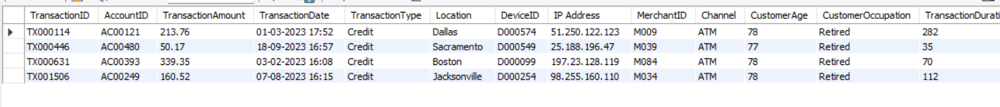 TransactionID AccountID TransactionAmount TransactionDate TransactionType Location DeviceID IP Address MerchantID Channel CustomerAge CustomerOccupation TransactionDurati
TX000114 AC00121 213.76 01-03-2023 17:52 Credit Dallas D000574 51.250.122.123 M009 ATM 78 Retired 282
TX000446 AC00480 50.17 18-09-2023 16:57 Credit Sacramento D000549 25.188.196.47 M039 ATM 77 Retired 35
TX000631 AC00393 339.35 03-02-2023 16:08 Credit Boston D000099 197.23.128.119 M084 ATM 78 Retired 70
TX001506 AC00249 160.52 07-08-2023 16:15 Credit Jacksonville D000254 98.255.160.110 M034 ATM 78 Retired 112